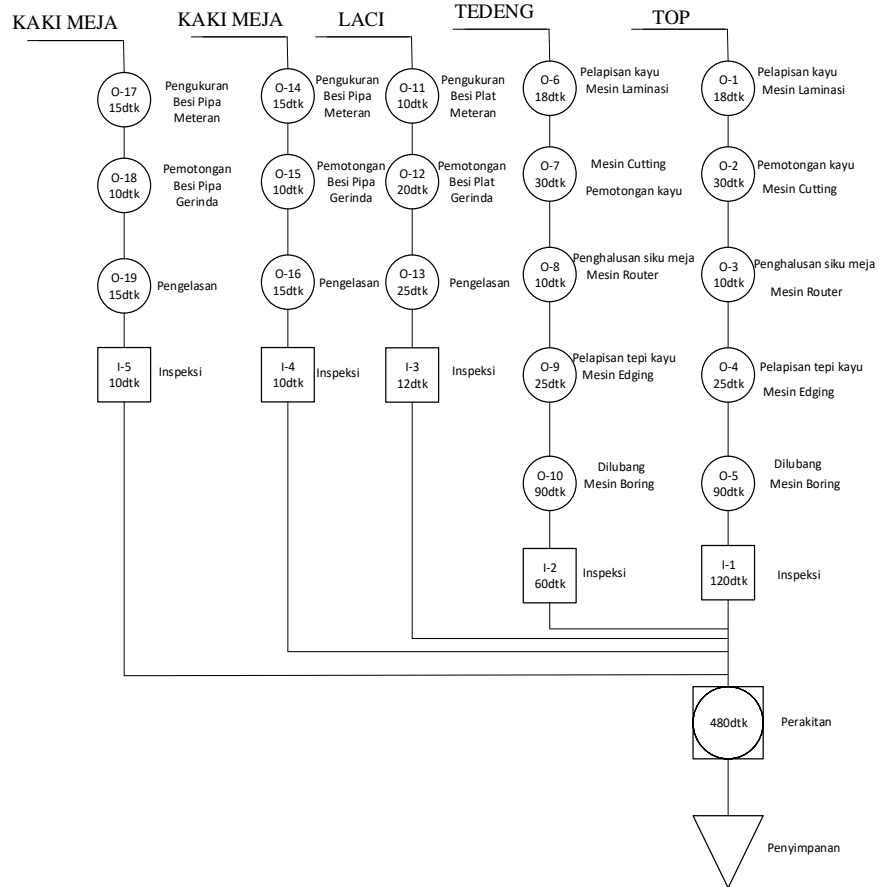 KAKI MEJA
KAKI MEJA
LACI
TEDENG
TOP
O-17
15dtk
Pengukuran
Besi Pipa
Meteran
O-18
10dtk
Pemotongan
Besi Pipa
Gerinda
O-19
15dtk
Pengelasan
I-5
10dtk
Inspeksi
O-14
15dtk
Pengukuran
Besi Pipa
Meteran
O-15
10dtk
Pemotongan
Besi Pipa
Gerinda
O-16
15dtk
Pengelasan
I-4
10dtk
Inspeksi
O-11
10dtk
Pengukuran
Besi Plat
Meteran
O-12
20dtk
Pemotongan
Besi Plat
Gerinda
O-13
25dtk
Pengelasan
I-3
12dtk
Inspeksi
O-6
18dtk
Pelapisan kayu
Mesin Laminasi
O-7
30dtk
Mesin Cutting
Pemotongan kayu
O-8
10dtk
Penghalusan siku meja
Mesin Router
O-9
25dtk
Pelapisan tepi kayu
Mesin Edging
O-10
90dtk
Dilubang
Mesin Boring
I-2
60dtk
Inspeksi
O-1
18dtk
Pelapisan kayu
Mesin Laminasi
O-2
30dtk
Pemotongan kayu
Mesin Cutting
O-3
10dtk
Penghalusan siku meja
Mesin Router
O-4
25dtk
Pelapisan tepi kayu
Mesin Edging
O-5
90dtk
Dilubang
Mesin Boring
I-1
120dtk
Inspeksi
480dtk
Perakitan
Penyimpanan